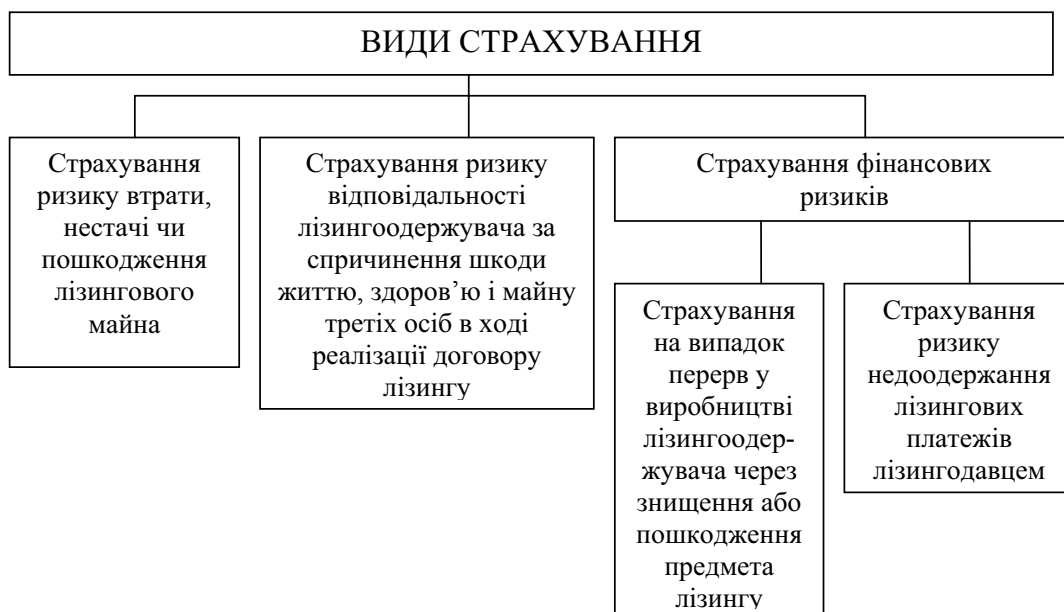 ВИДИ СТРАХУВАННЯ
Страхування
ризику втрати,
нестачі чи
пошкодження
лізингового
майна
Страхування ризику
відповідальності
лізингоодержувача за
спричинення шкоди
життю, здоров’ю і майну
третіх осіб в ході
реалізації договору
лізингу
Страхування фінансових
ризиків
Страхування
на випадок
перерв у
виробництві
лізингоодер-
жувача через
знищення або
пошкодження
предмета
лізингу
Страхування
ризику
недоодержання
лізингових
платежів
лізингодавцем